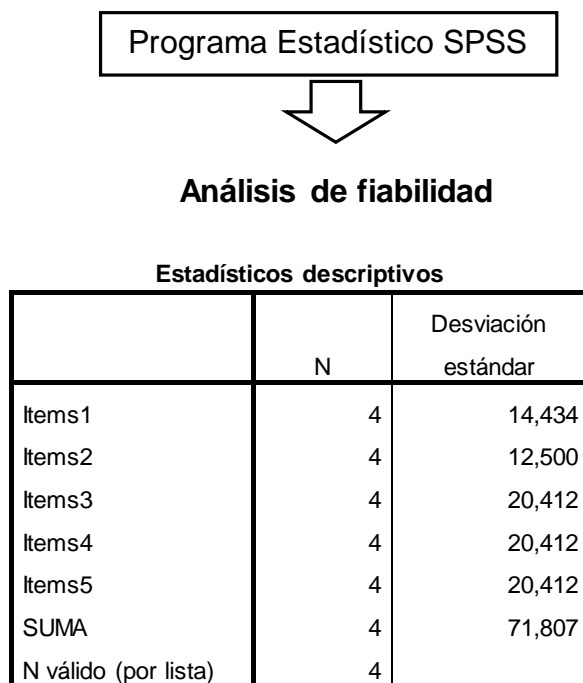 Programa Estadístico SPSS
Análisis de fiabilidad
Estadísticos descriptivos
N Desviación estándar
Items1 4 14,434
Items2 4 12,500
Items3 4 20,412
Items4 4 20,412
Items5 4 20,412
SUMA 4 71,807
N válido (por lista) 4